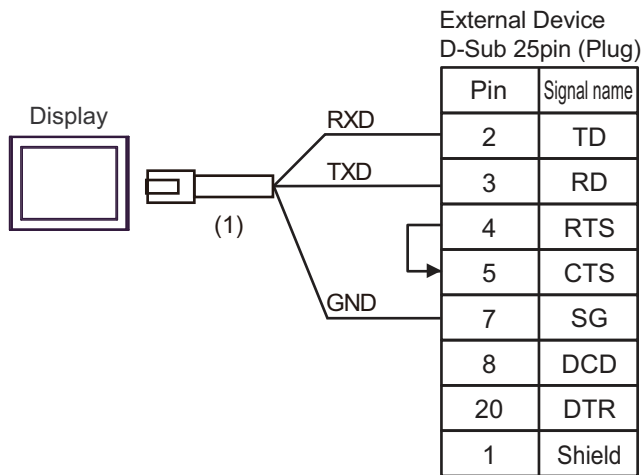 External Device
D-Sub 25pin (Plug)
Pin Signal name
Display
RXD
2 TD
TXD
3 RD
(1)
4 RTS
5 CTS
GND
7 SG
8 DCD
20 DTR
1 Shield